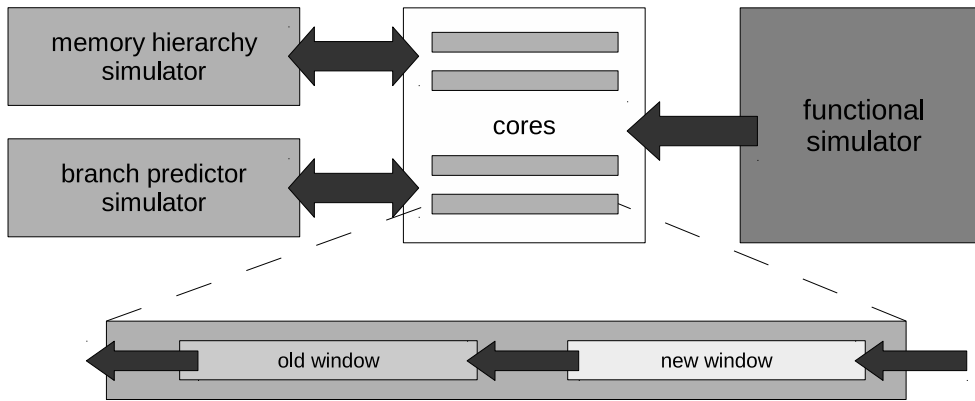 memory hierarchy
simulator
branch predictor
simulator
cores
functional
simulator
old window
new window